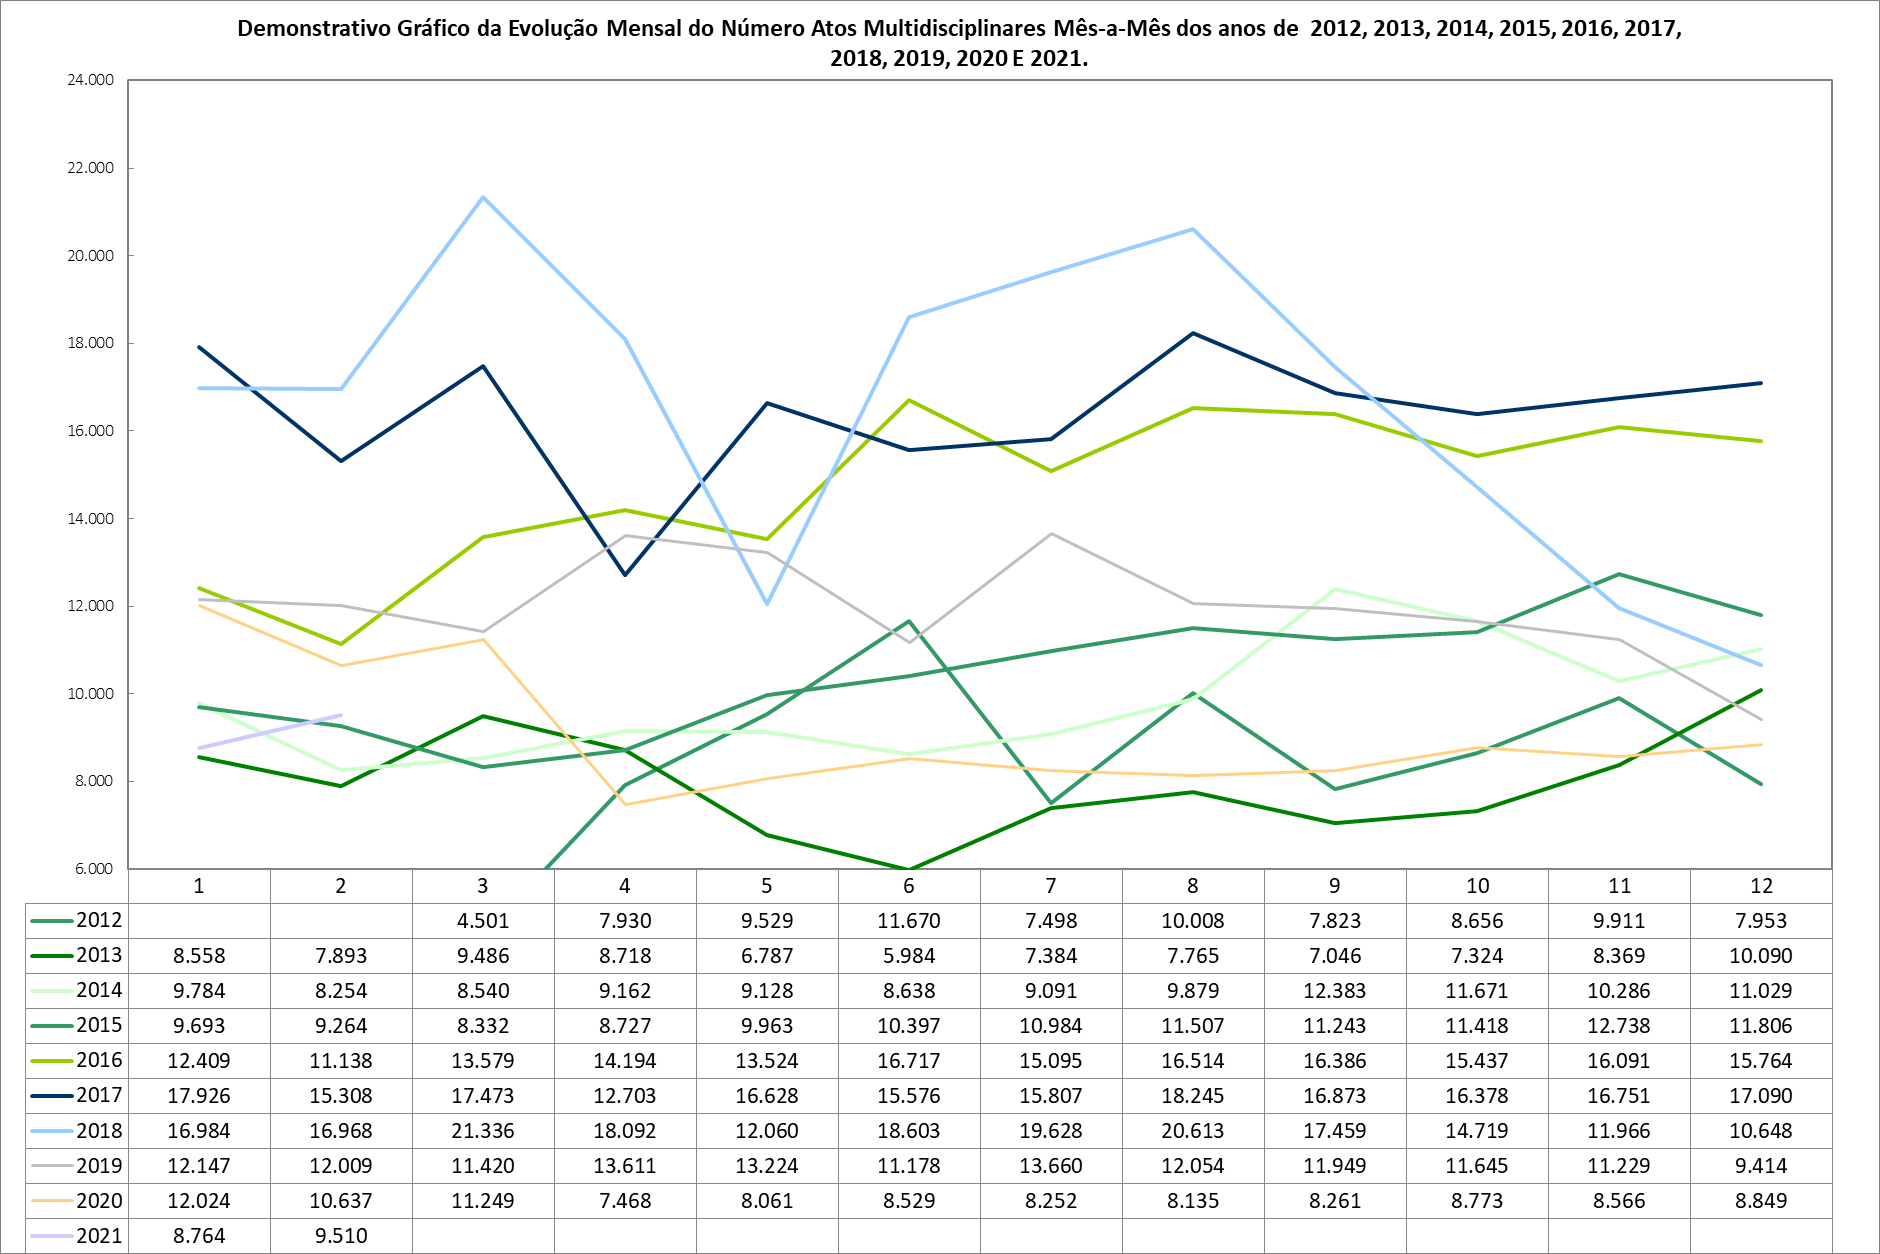 Demonstrativo Gráfico da Evolução Mensal do Número Atos Multidisciplinares Mês-a-Mês dos anos de 2012, 2013, 2014, 2015, 2016, 2017,
2018, 2019, 2020 E 2021.
24.000
22.000
20.000
18.000
16.000
14.000
12.000
10.000
8.000
6.000
1 2 3 4 5 6 7 8 9 10 11 12
2012 4.501 7.930 9.529 11.670 7.498 10.008 7.823 8.656 9.911 7.953
2013 8.558 7.893 9.486 8.718 6.787 5.984 7.384 7.765 7.046 7.324 8.369 10.090
2014 9.784 8.254 8.540 9.162 9.128 8.638 9.091 9.879 12.383 11.671 10.286 11.029
2015 9.693 9.264 8.332 8.727 9.963 10.397 10.984 11.507 11.243 11.418 12.738 11.806
2016 12.409 11.138 13.579 14.194 13.524 16.717 15.095 16.514 16.386 15.437 16.091 15.764
2017 17.926 15.308 17.473 12.703 16.628 15.576 15.807 18.245 16.873 16.378 16.751 17.090
2018 16.984 16.968 21.336 18.092 12.060 18.603 19.628 20.613 17.459 14.719 11.966 10.648
2019 12.147 12.009 11.420 13.611 13.224 11.178 13.660 12.054 11.949 11.645 11.229 9.414
2020 12.024 10.637 11.249 7.468 8.061 8.529 8.252 8.135 8.261 8.773 8.566 8.849
2021 8.764 9.510